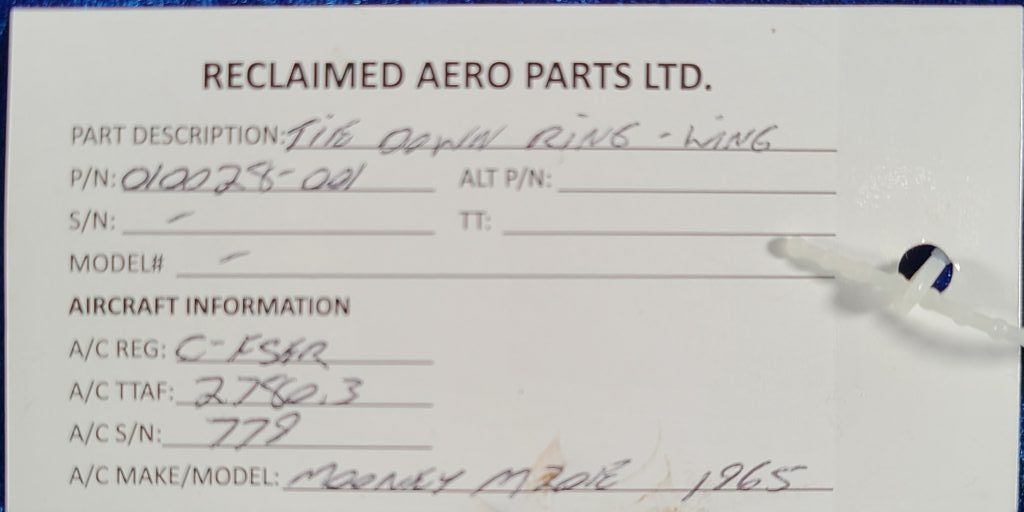 RECLAIMED AERO PARTS LTD.
PART DESCRIPTION: TIE DOWN RING - WING
P/N: 010028-001 ALT P/N:
S/N: - TT:
MODEL# -
AIRCRAFT INFORMATION
A/C REG:
A/C TTAF: 2780.3
A/C S/N: 779
A/C MAKE/MODEL: MOONEY M20E 1965